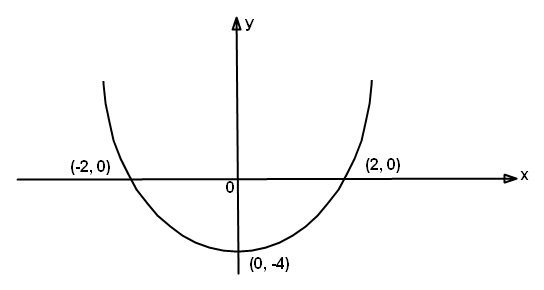 y
(-2, 0)
(2, 0)
x
0
(0, -4)